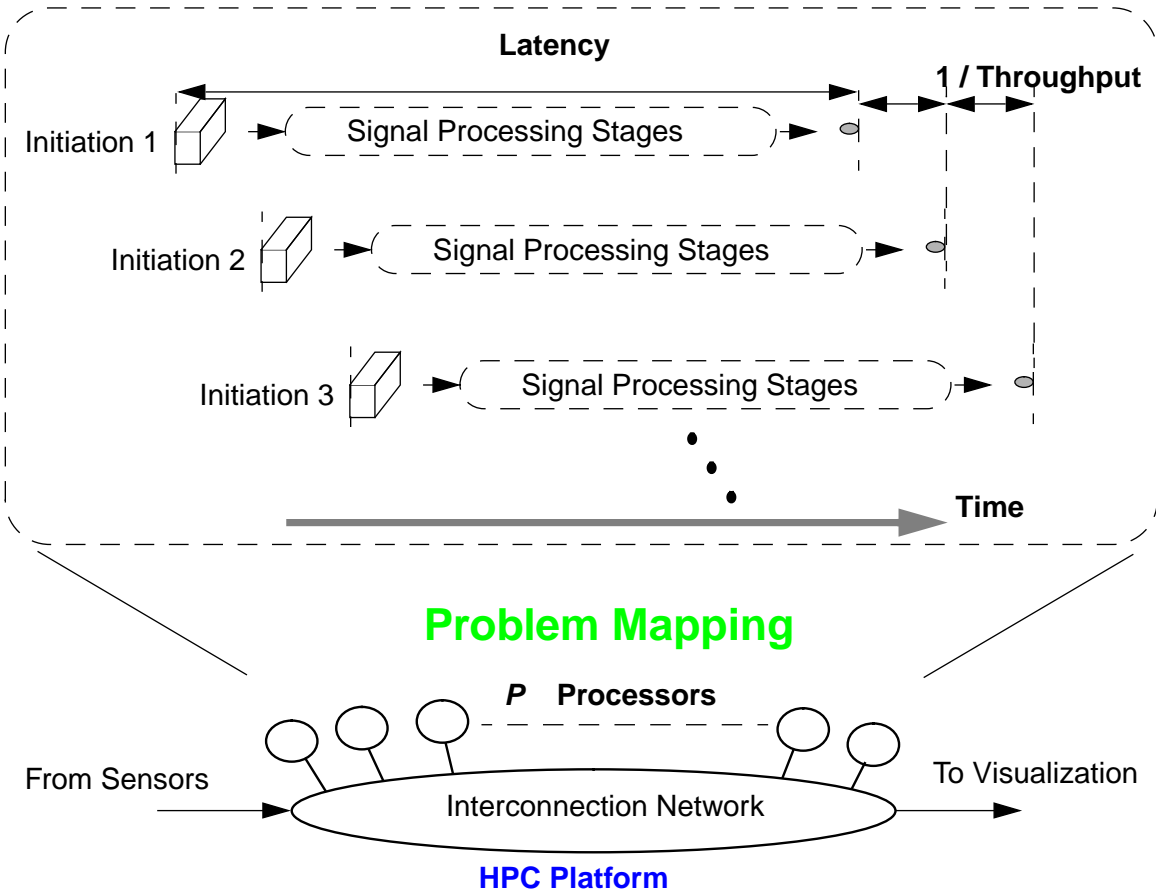 Latency
1 / Throughput
Initiation 1
Signal Processing Stages
Initiation 2
Signal Processing Stages
Initiation 3
Signal Processing Stages
Time
Problem Mapping
P Processors
From Sensors
To Visualization
Interconnection Network
HPC Platform